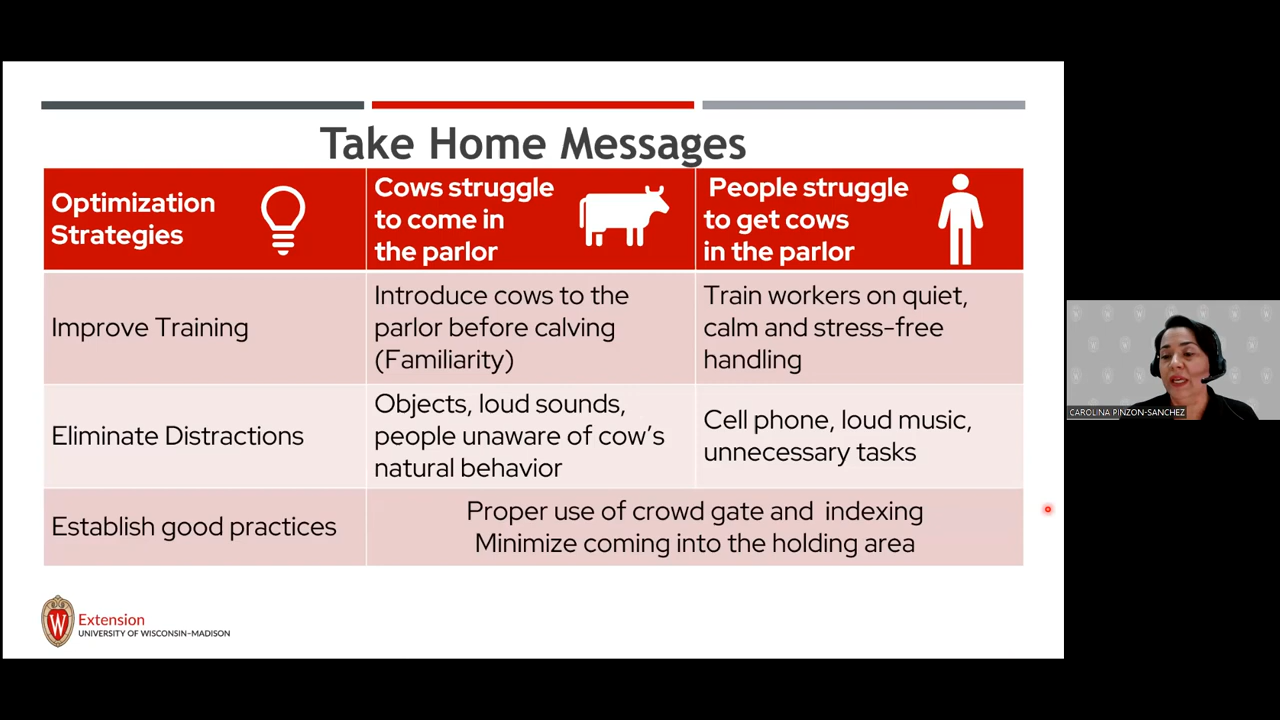 Take Home Messages
Optimization
Strategies
Cows struggle
to come in
the parlor
People struggle
to get cows
in the parlor
Improve Training
Introduce cows to the
parlor before calving
(Familiarity)
Train workers on quiet,
calm and stress-free
handling
Eliminate Distractions
Objects, loud sounds,
people unaware of cow's
natural behavior
Cell phone, loud music,
unnecessary tasks
Establish good practices
Proper use of crowd gate and indexing
Minimize coming into the holding area
W
Extension
UNIVERSITY OF WISCONSIN–MADISON
CAROLINA PINZON-SANCHEZ